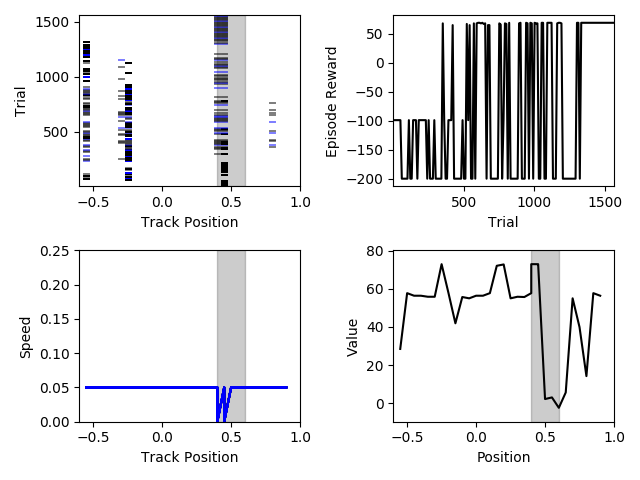 1500
1000
500
Trial
−0.5 0.0 0.5 1.0
Track Position
50
0
−50
−100
−150
−200
Episode Reward
500 1000 1500
Trial
0.25
0.20
0.15
0.10
0.05
0.00
Speed
−0.5 0.0 0.5 1.0
Track Position
80
60
40
20
0
Value
−0.5 0.0 0.5 1.0
Position